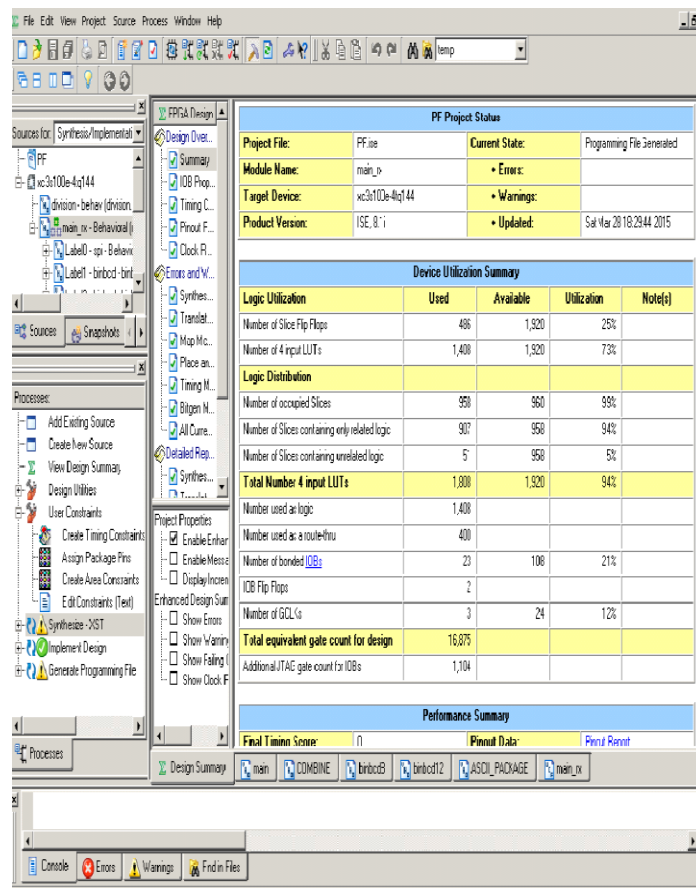 File Edit View Project Source Process Window Help
temp
Sources for: Synthesis/Implementati
PF
xc3s100e-4tq144
division - behav (division.
main_rx - Behavioral (
Label0 - spi - Behavio
Label1 - binbcd - bin
Sources Snapshots
Processes:
Add Existing Source
Create New Source
View Design Summary
Design Utilities
User Constraints
Create Timing Constraints
Assign Package Pins
Create Area Constraints
Edit Constraints (Text)
Synthesize - XST
Implement Design
Generate Programming File
Processes
FPGA Design
Design Over...
Summary
IOB Prop...
Timing C...
Pinout F...
Clock R...
Errors and W...
Synthes...
Translat...
Map Me...
Place an...
Timing M...
Bitgen M...
All Curre...
Detailed Rep...
Synthes...
Translat...
Project Properties
Enable Enhan
Enable Messa
Display Increm
Enhanced Design Sum
Show Errors
Show Warning
Show Failing
Show Clock R
PF Project Status
Project File: PF.ise Current State: Programming File Generated
Module Name: main_rx • Errors:
Target Device: xc3s100e-4tq144 • Warnings:
Product Version: ISE, 8.1i • Updated: Sat Mar 28 18:29:44 2015
Device Utilization Summary
Logic Utilization Used Available Utilization Note(s)
Number of Slice Flip Flops 486 1,920 25%
Number of 4 input LUTs 1,408 1,920 73%
Logic Distribution
Number of occupied Slices 958 960 99%
Number of Slices containing only related logic 907 958 94%
Number of Slices containing unrelated logic 51 958 5%
Total Number 4 input LUTs 1,808 1,920 94%
Number used as logic 1,408
Number used as a route-thru 400
Number of bonded IOBs 23 108 21%
IOB Flip Flops 2
Number of GCLKs 3 24 12%
Total equivalent gate count for design 16,875
Additional JTAG gate count for IOBs 1,104
Performance Summary
Final Timing Score: 0 Pinout Data: Pinout Report
Design Summary main COMBINE binbcd8 binbcd12 ASCII_PACKAGE main_rx
Console Errors Warnings Find in Files